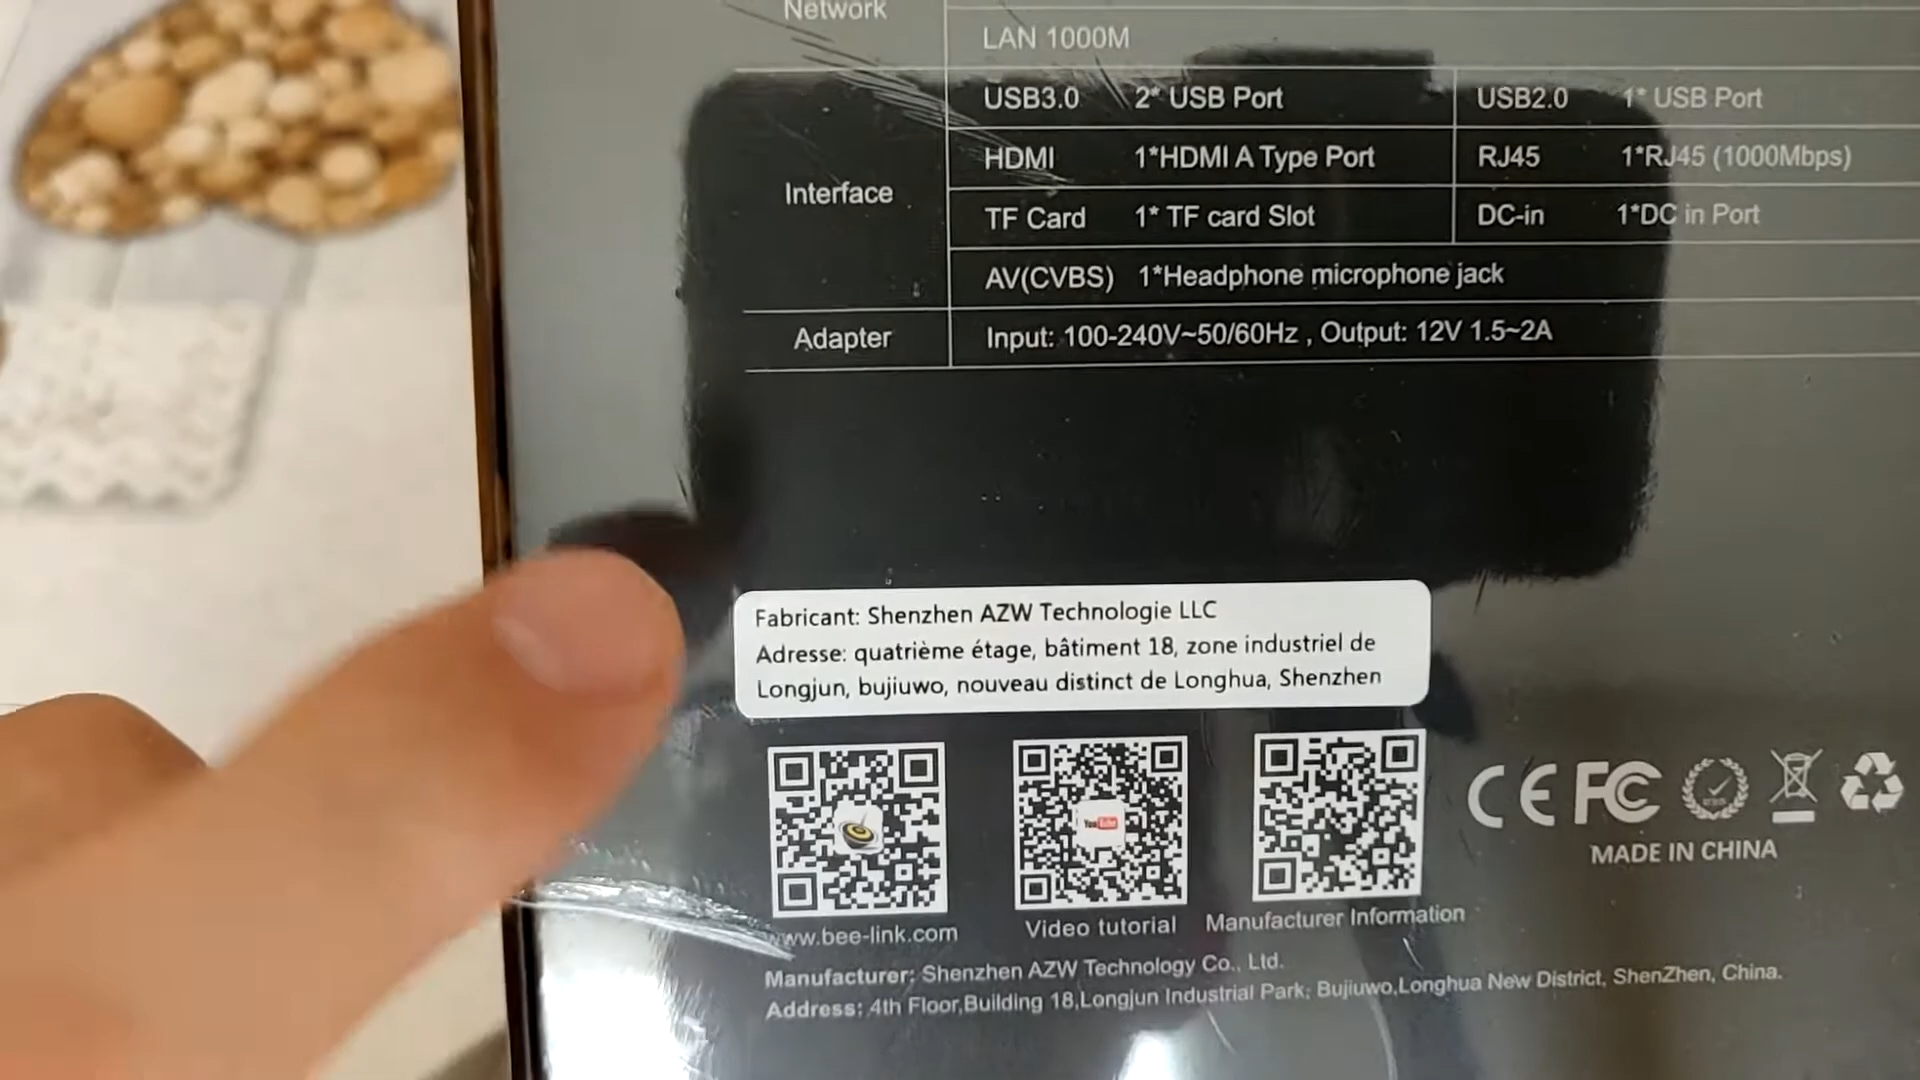 Network
LAN 1000M
USB3.0 2* USB Port USB2.0 1* USB Port
HDMI 1*HDMI A Type Port RJ45 1*RJ45 (1000Mbps)
Interface
TF Card 1* TF card Slot DC-in 1*DC in Port
AV(CVBS) 1*Headphone microphone jack
Adapter Input: 100-240V~50/60Hz , Output: 12V 1.5~2A
Fabricant: Shenzhen AZW Technologie LLC
Adresse: quatrième étage, bâtiment 18, zone industriel de
Longjun, bujiuwo, nouveau distinct de Longhua, Shenzhen
YouTube
CE FC
MADE IN CHINA
www.bee-link.com Video tutorial Manufacturer Information
Manufacturer: Shenzhen AZW Technology Co., Ltd.
Address: 4th Floor,Building 18,Longjun Industrial Park; Bujiuwo,Longhua New District, ShenZhen, China.